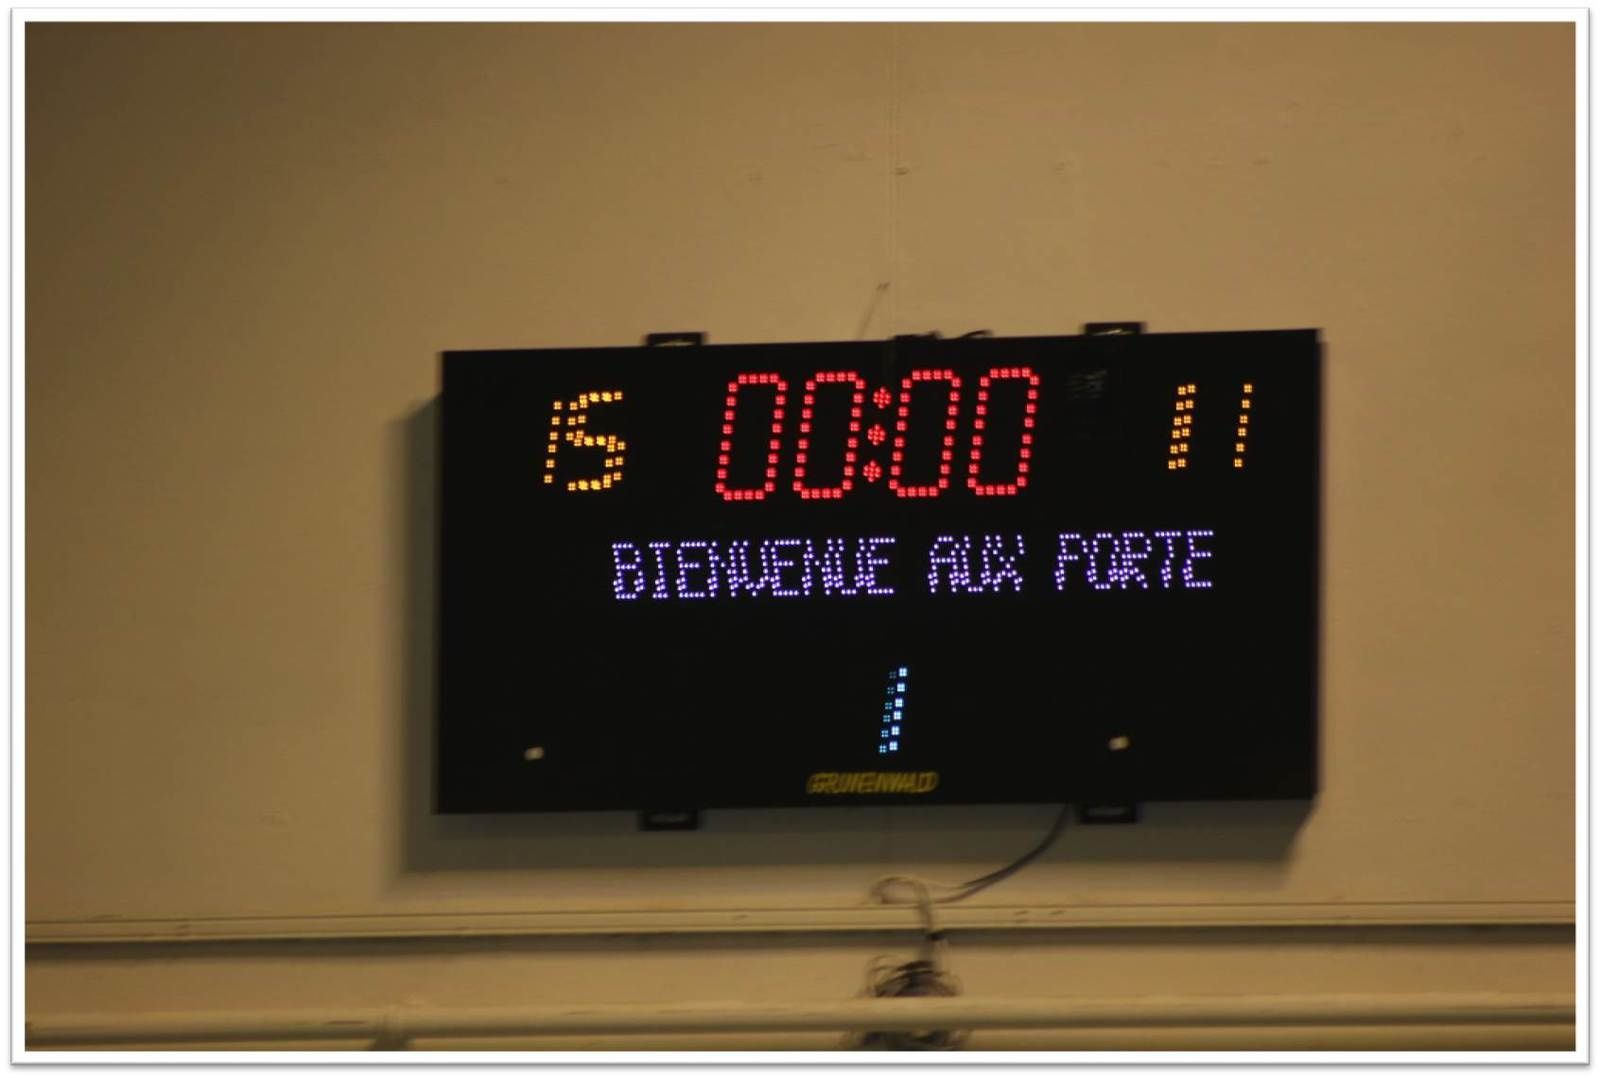 15 00:00 11
BIENVENUE AUX PORTE
1
GRUNENWALD